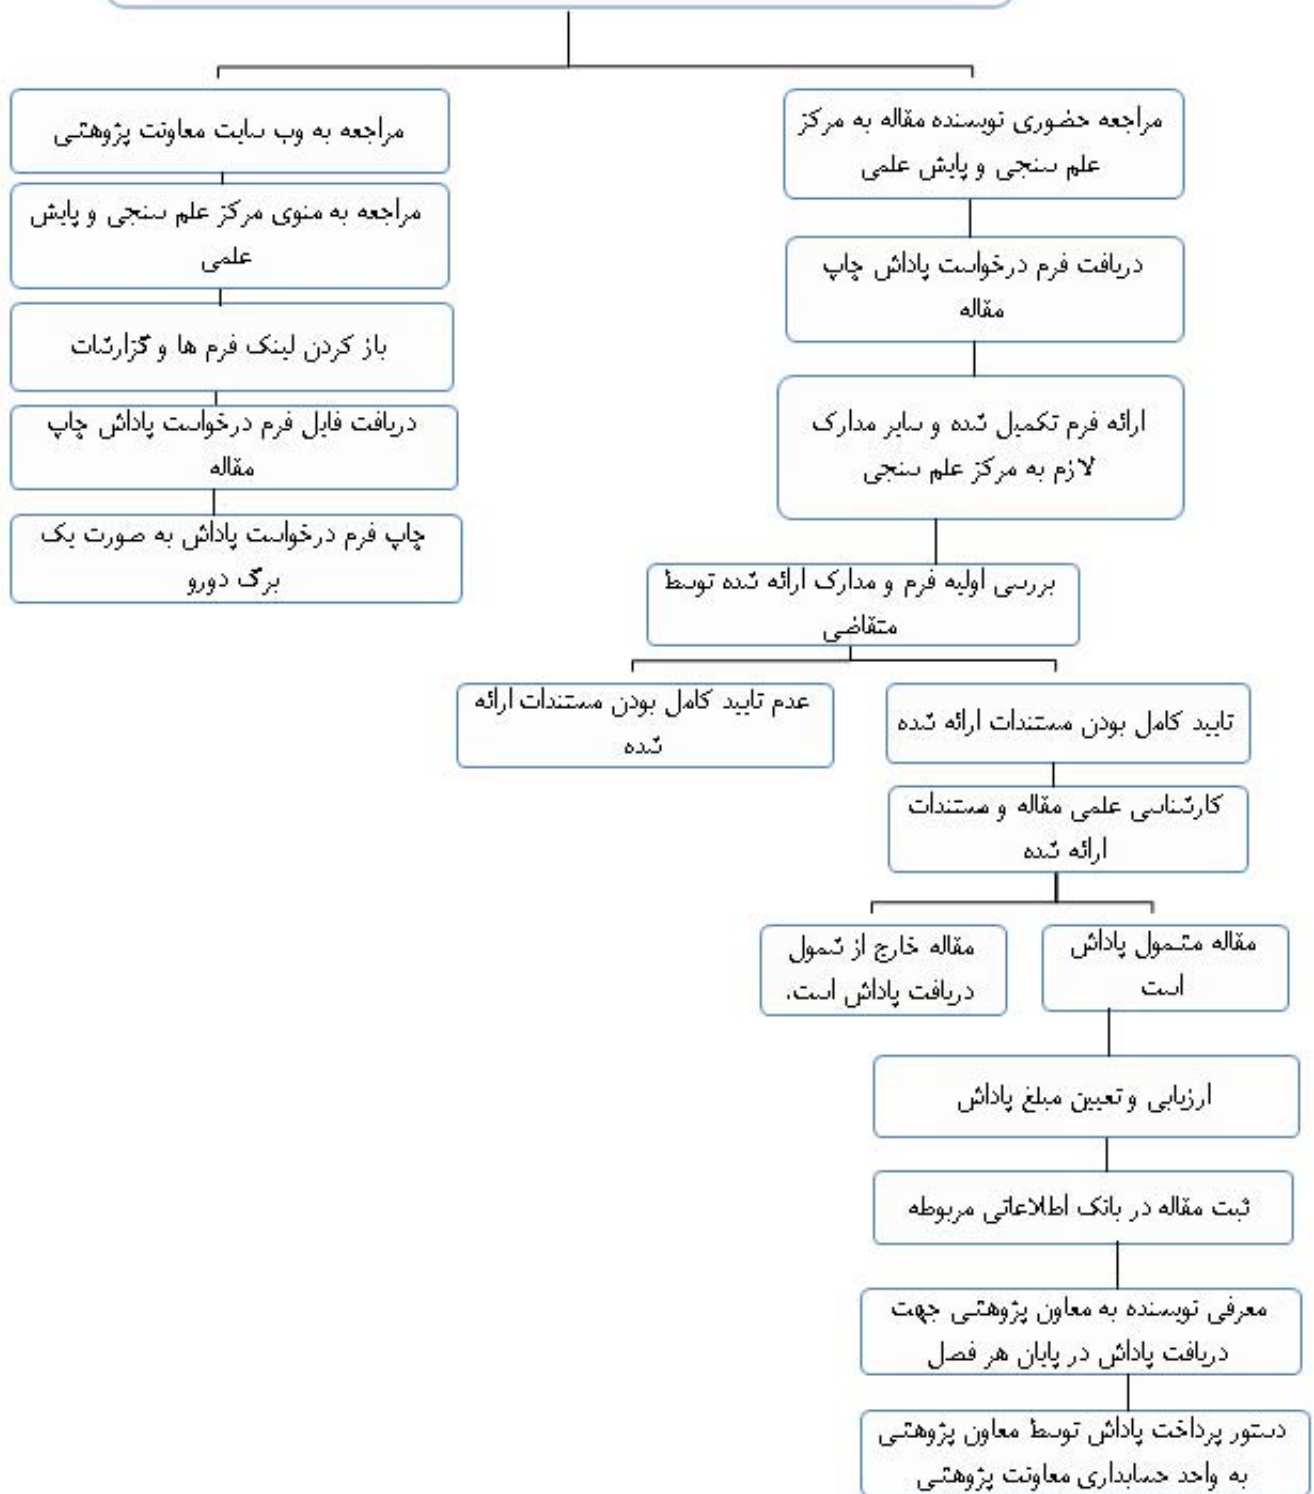 مراجعه حضوری نویسنده مقاله به مرکز
علم سنجی و پایش علمی
دریافت فرم درخواست پاداش چاپ
مقاله
ارائه فرم تکمیل شده و سایر مدارک
لازم به مرکز علم سنجی
بررسی اولیه فرم و مدارک ارائه شده توسط
متقاضی
تایید کامل بودن مستندات ارائه شده
کارشناسی علمی مقاله و مستندات
ارائه شده
مقاله مشمول پاداش
است
ارزیابی و تعیین مبلغ پاداش
ثبت مقاله در بانک اطلاعاتی مربوطه
معرفی نویسنده به معاون پژوهشی جهت
دریافت پاداش در پایان هر فصل
دستور پرداخت پاداش توسط معاون پژوهشی
به واحد حسابداری معاونت پژوهشی
مقاله خارج از شمول
دریافت پاداش است.
عدم تایید کامل بودن مستندات ارائه
شده
مراجعه به وب سایت معاونت پژوهشی
مراجعه به منوی مرکز علم سنجی و پایش
علمی
باز کردن لینک فرم ها و گزارشات
دریافت فایل فرم درخواست پاداش چاپ
مقاله
چاپ فرم درخواست پاداش به صورت یک
برگ دورو